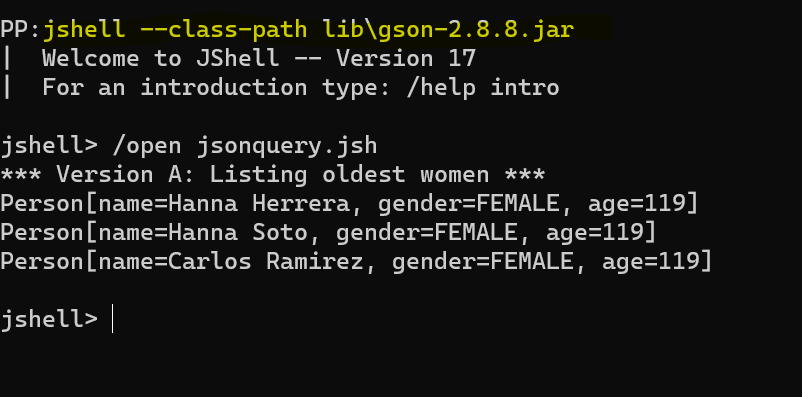 PP:jshell --class-path lib\gson-2.8.8.jar
|  Welcome to JShell -- Version 17
|  For an introduction type: /help intro
jshell> /open jsonquery.jsh
*** Version A: Listing oldest women ***
Person[name=Hanna Herrera, gender=FEMALE, age=119]
Person[name=Hanna Soto, gender=FEMALE, age=119]
Person[name=Carlos Ramirez, gender=FEMALE, age=119]
jshell>